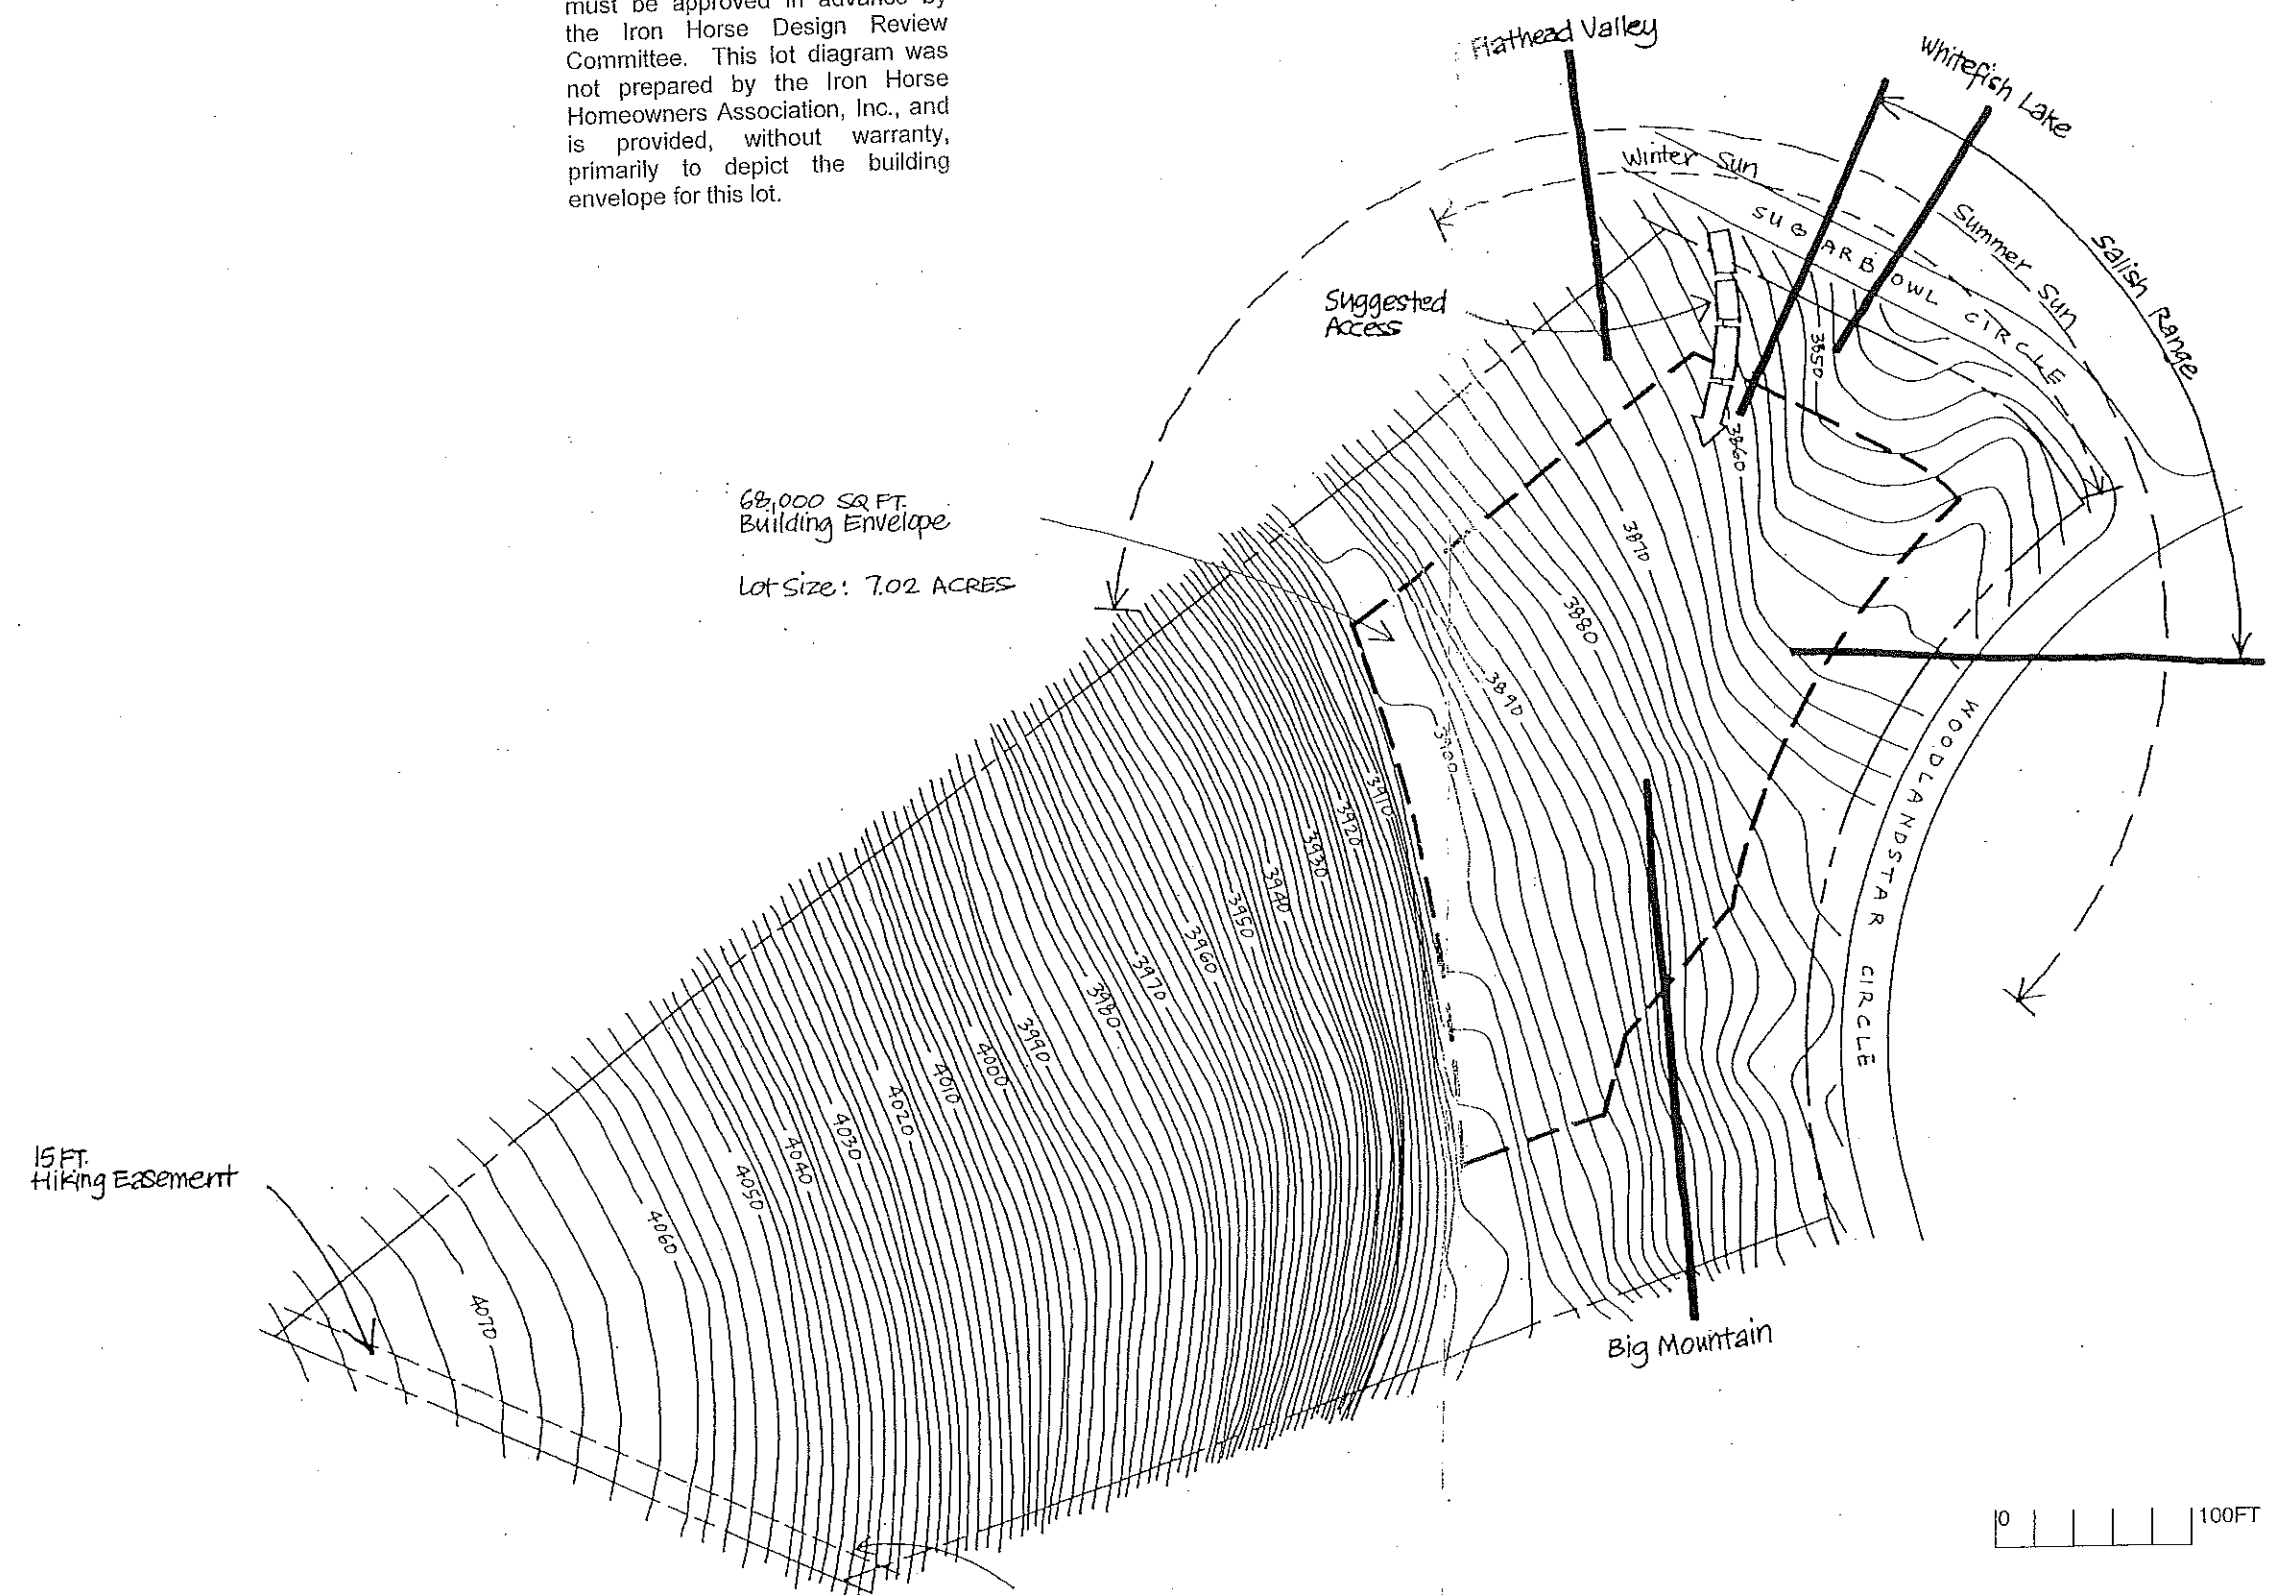 must be approved in advance by
the Iron Horse Design Review
Committee. This lot diagram was
not prepared by the Iron Horse
Homeowners Association, Inc., and
is provided, without warranty,
primarily to depict the building
envelope for this lot.
Flathead Valley
Whitefish Lake
Winter Sun
Summer Sun
Salish Range
SUGARBOWL CIRCLE
Suggested
Access
3850
3860
3870
3880
3890
3900
3910
3920
3930
3940
3950
3960
3970
3980
3990
4000
4010
4020
4030
4040
4050
4060
4070
68,000 SQ FT.
Building Envelope
Lot Size: 7.02 ACRES
WOODLANDSTAR CIRCLE
15 FT.
Hiking Easement
Big Mountain
0 100FT